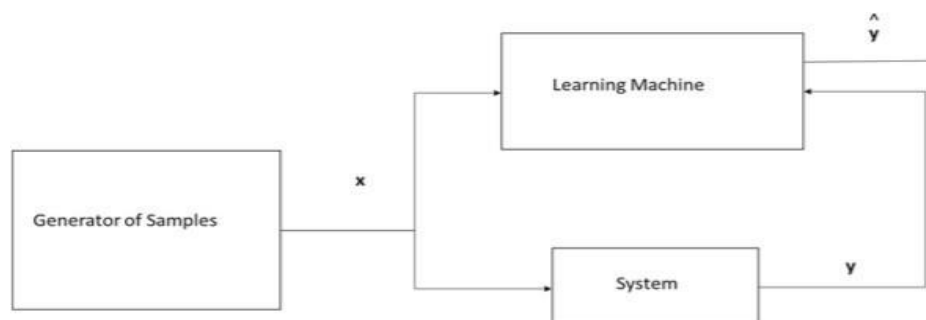 ^
y
Learning Machine
x
Generator of Samples
System
y